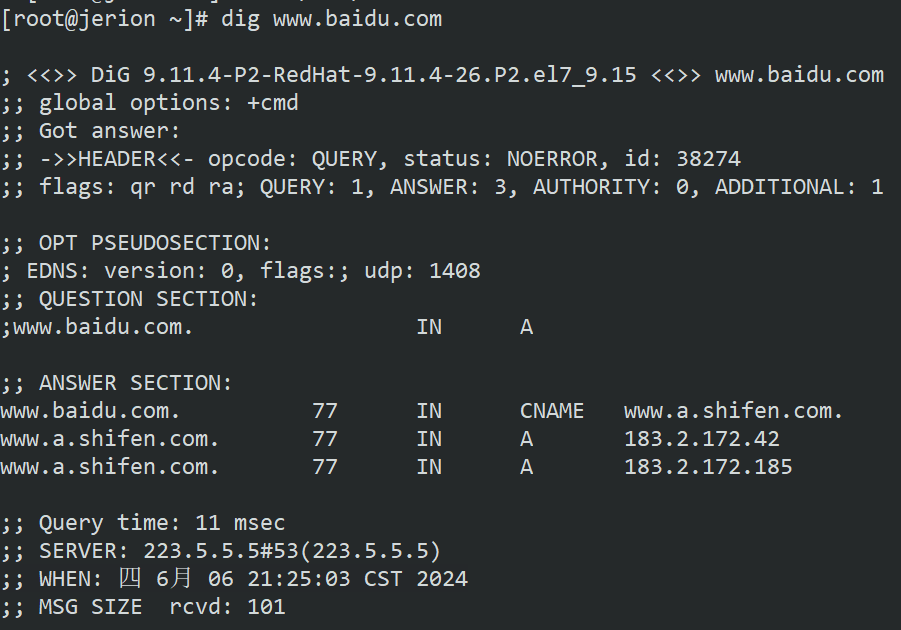 [root@jerion ~]# dig www.baidu.com
; <<>> DiG 9.11.4-P2-RedHat-9.11.4-26.P2.el7_9.15 <<>> www.baidu.com
;; global options: +cmd
;; Got answer:
;; ->>HEADER<<- opcode: QUERY, status: NOERROR, id: 38274
;; flags: qr rd ra; QUERY: 1, ANSWER: 3, AUTHORITY: 0, ADDITIONAL: 1
;; OPT PSEUDOSECTION:
; EDNS: version: 0, flags:; udp: 1408
;; QUESTION SECTION:
;www.baidu.com. IN A
;; ANSWER SECTION:
www.baidu.com. 77 IN CNAME www.a.shifen.com.
www.a.shifen.com. 77 IN A 183.2.172.42
www.a.shifen.com. 77 IN A 183.2.172.185
;; Query time: 11 msec
;; SERVER: 223.5.5.5#53(223.5.5.5)
;; WHEN: 四 6月 06 21:25:03 CST 2024
;; MSG SIZE rcvd: 101